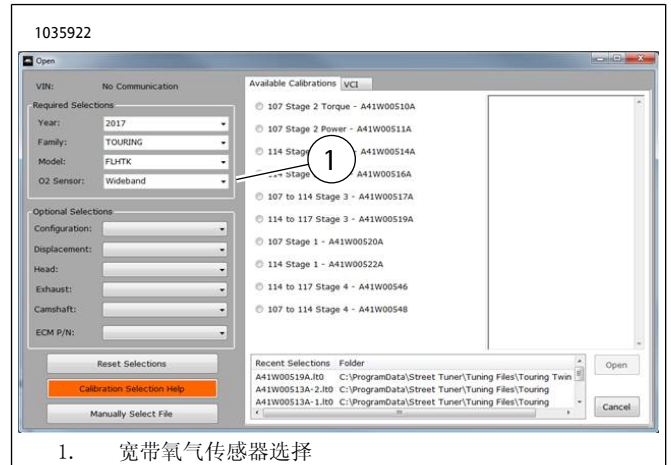 1035922
Open
VIN: No Communication
Required Selections
Year: 2017
Family: TOURING
Model: FLHTK
O2 Sensor: Wideband
Optional Selections
Configuration:
Displacement:
Head:
Exhaust:
Camshaft:
ECM P/N:
Reset Selections
Calibration Selection Help
Manually Select File
Available Calibrations VCI
107 Stage 2 Torque - A41W00510A
107 Stage 2 Power - A41W00511A
114 Stage A41W00514A
Stage A41W00516A
107 to 114 Stage 3 - A41W00517A
114 to 117 Stage 3 - A41W00519A
107 Stage 1 - A41W00520A
114 Stage 1 - A41W00522A
114 to 117 Stage 4 - A41W00546
107 to 114 Stage 4 - A41W00548
1
Recent Selections Folder
A41W00519A.lt0 C:\ProgramData\Street Tuner\Tuning Files\Touring Twin
A41W00513A-2.lt0 C:\ProgramData\Street Tuner\Tuning Files\Touring
A41W00513A-1.lt0 C:\ProgramData\Street Tuner\Tuning Files\Touring
Open
Cancel
1. 宽带氧气传感器选择